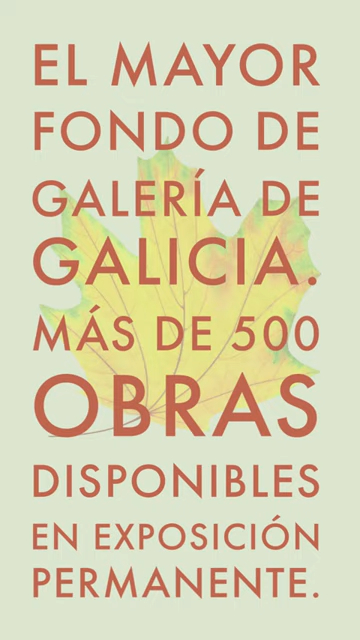 EL MAYOR
FONDO DE
GALERÍA DE
GALICIA.
MÁS DE 500
OBRAS
DISPONIBLES
EN EXPOSICIÓN
PERMANENTE.